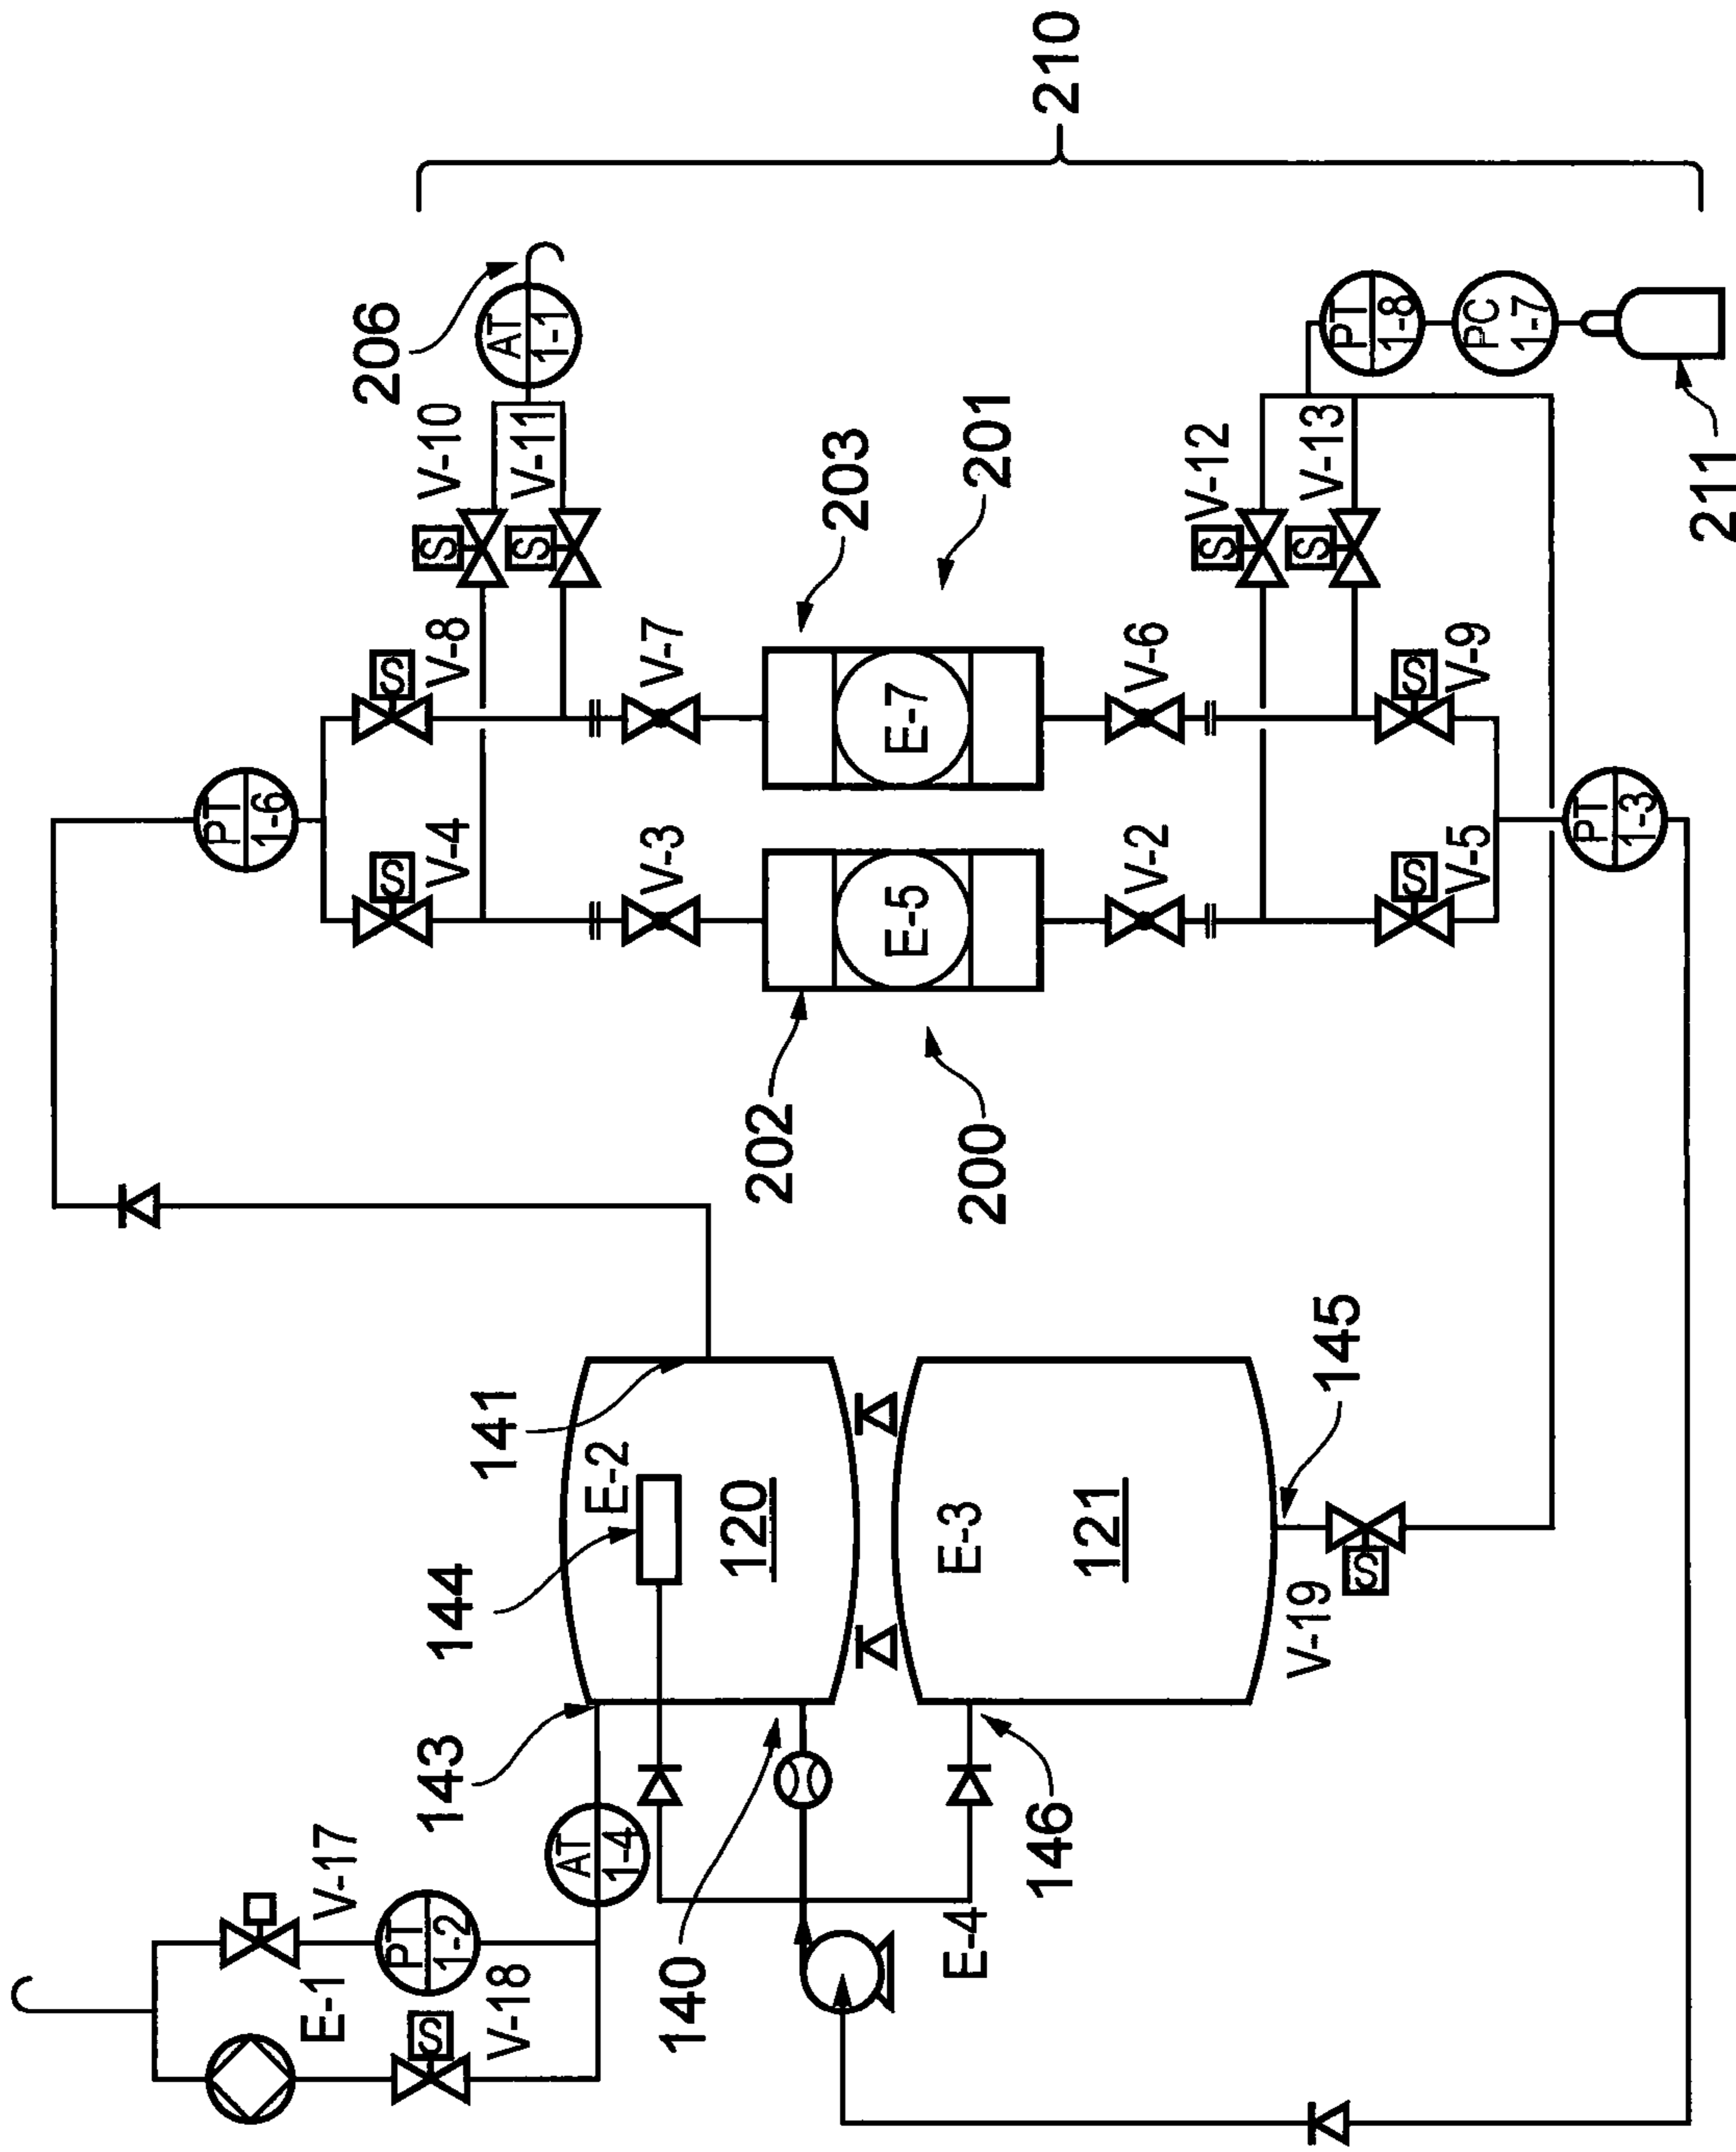 210
206
AT
1-1
V-10
V-11
V-8
V-7
203
201
E-7
V-6
V-12
V-13
V-9
PT
1-8
PC
1-7
211
PT
1-6
V-4
V-3
E-5
V-2
V-5
PT
1-3
202
200
141
144
E-2
120
E-3
121
145
V-19
143
AT
1-4
140
146
E-4
V-17
PT
1-2
E-1
V-18
S
S
S
S
S
S
S
S
S
S